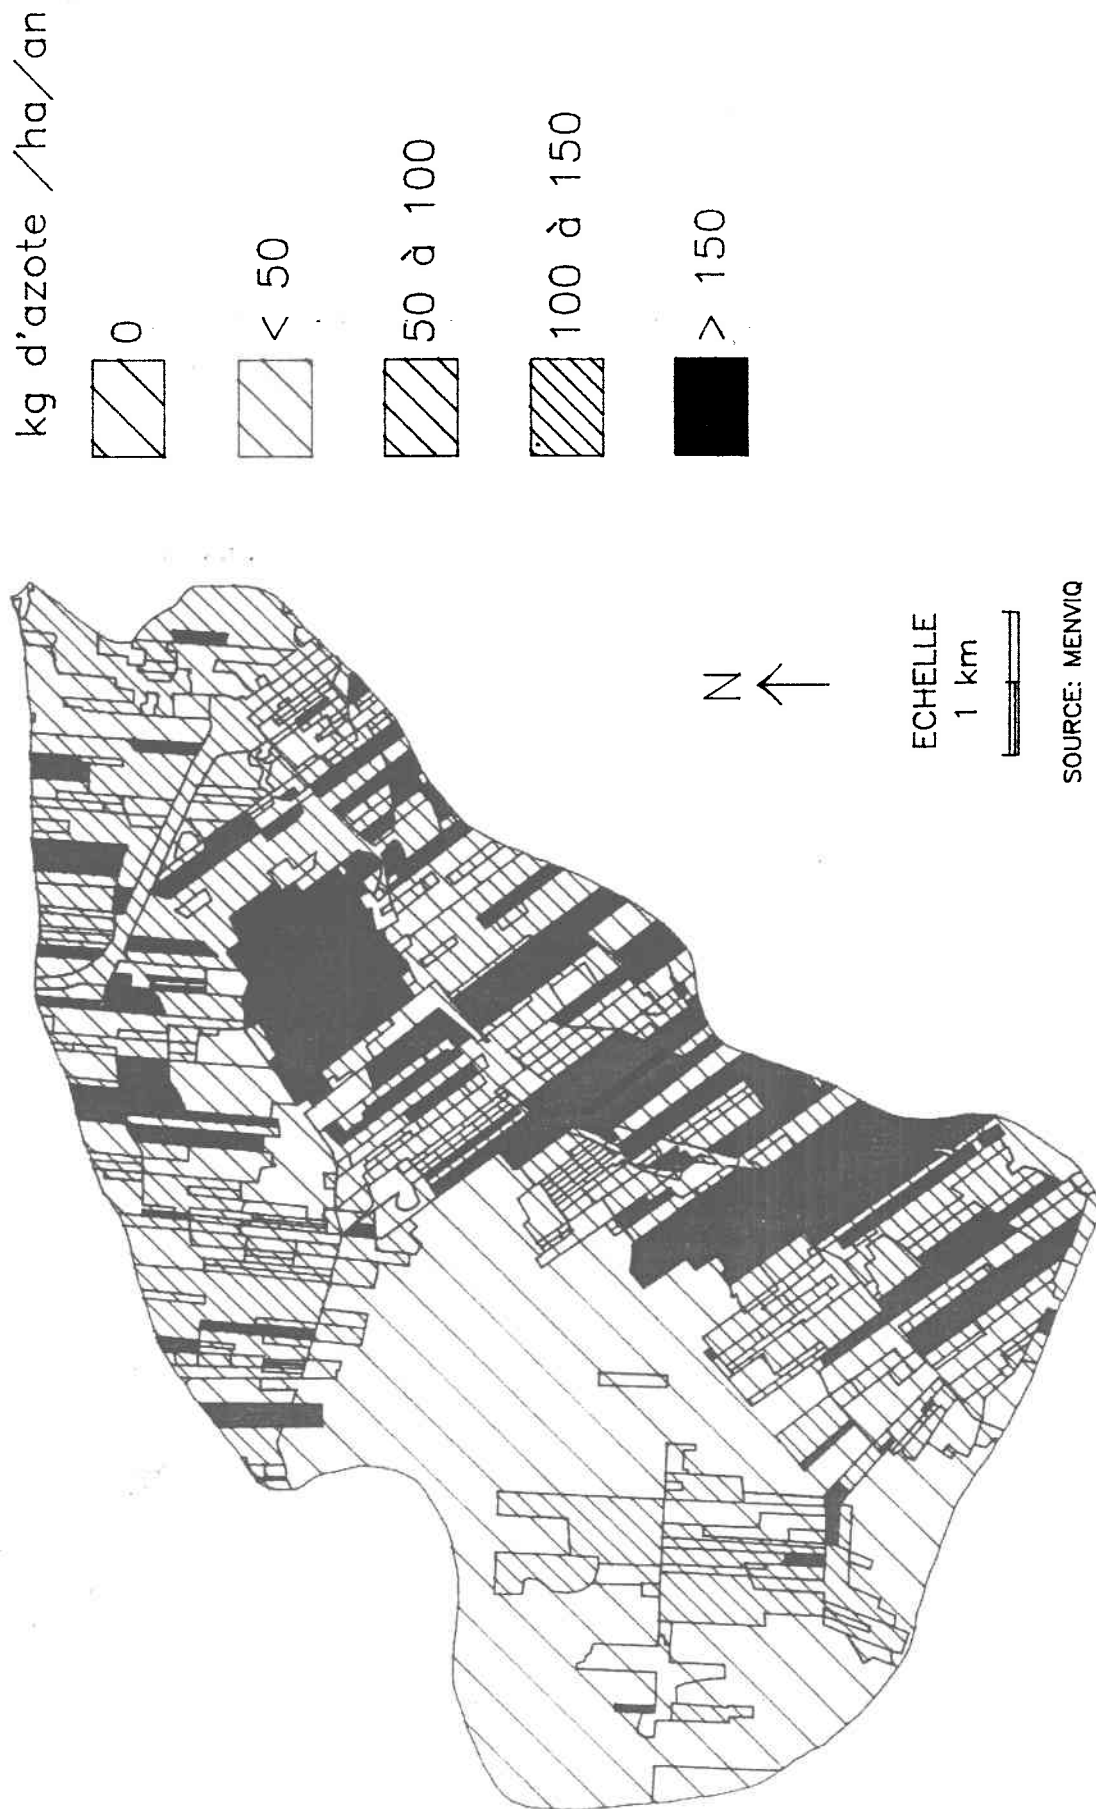 kg d'azote /ha/an
0
< 50
50 à 100
100 à 150
> 150
N
ECHELLE
1 km
SOURCE: MENVIQ